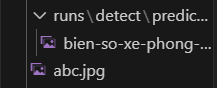 runs\detect\predic...
bien-so-xe-phong-...
abc.jpg